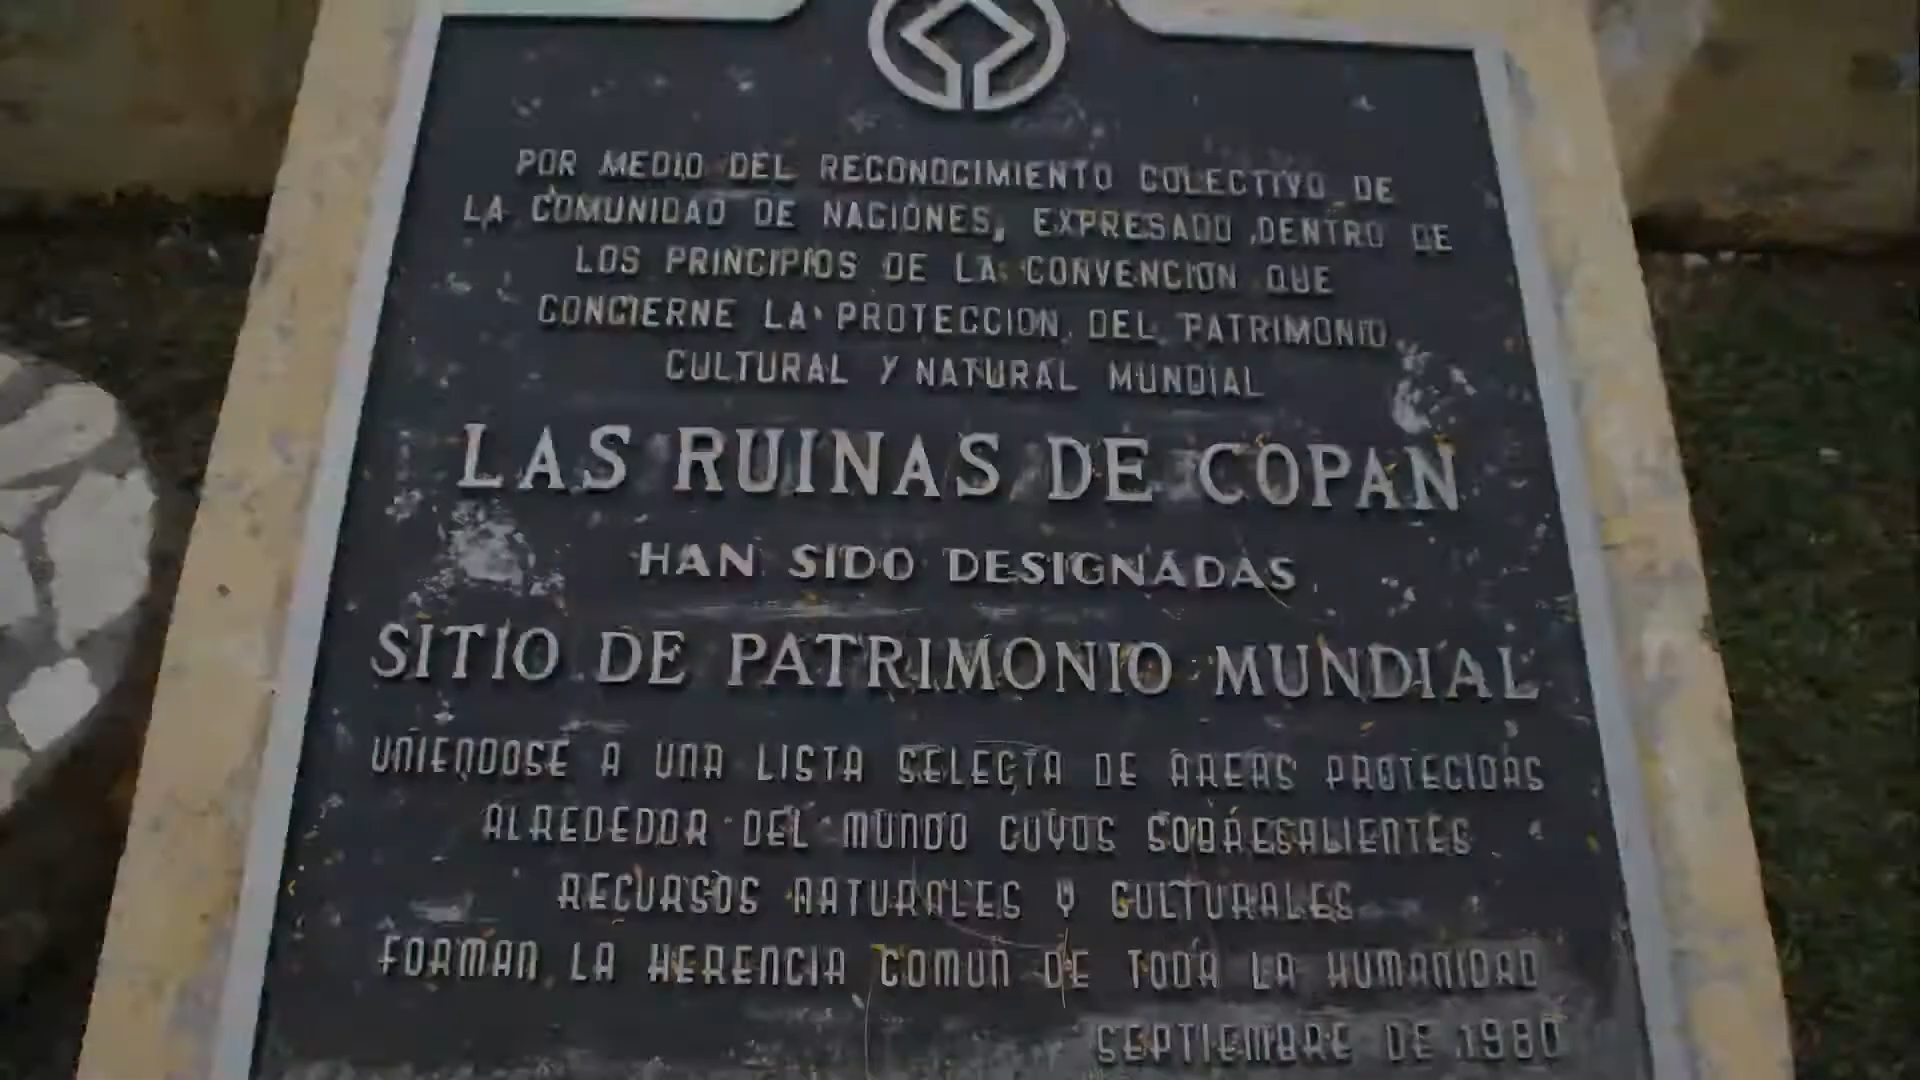 POR MEDIO DEL RECONOCIMIENTO COLECTIVO DE
LA COMUNIDAD DE NACIONES, EXPRESADO DENTRO DE
LOS PRINCIPIOS DE LA CONVENCION QUE
CONCIERNE LA PROTECCION DEL PATRIMONIO
CULTURAL Y NATURAL MUNDIAL
LAS RUINAS DE COPAN
HAN SIDO DESIGNADAS
SITIO DE PATRIMONIO MUNDIAL
UNIENDOSE A UNA LISTA SELECTA DE AREAS PROTECIDAS
ALREDEDOR DEL MUNDO CUYOS SOBRESALIENTES
RECURSOS NATURALES Y CULTURALES
FORMAN LA HERENCIA COMUN DE TODA LA HUMANIDAD
SEPTIEMBRE DE 1980